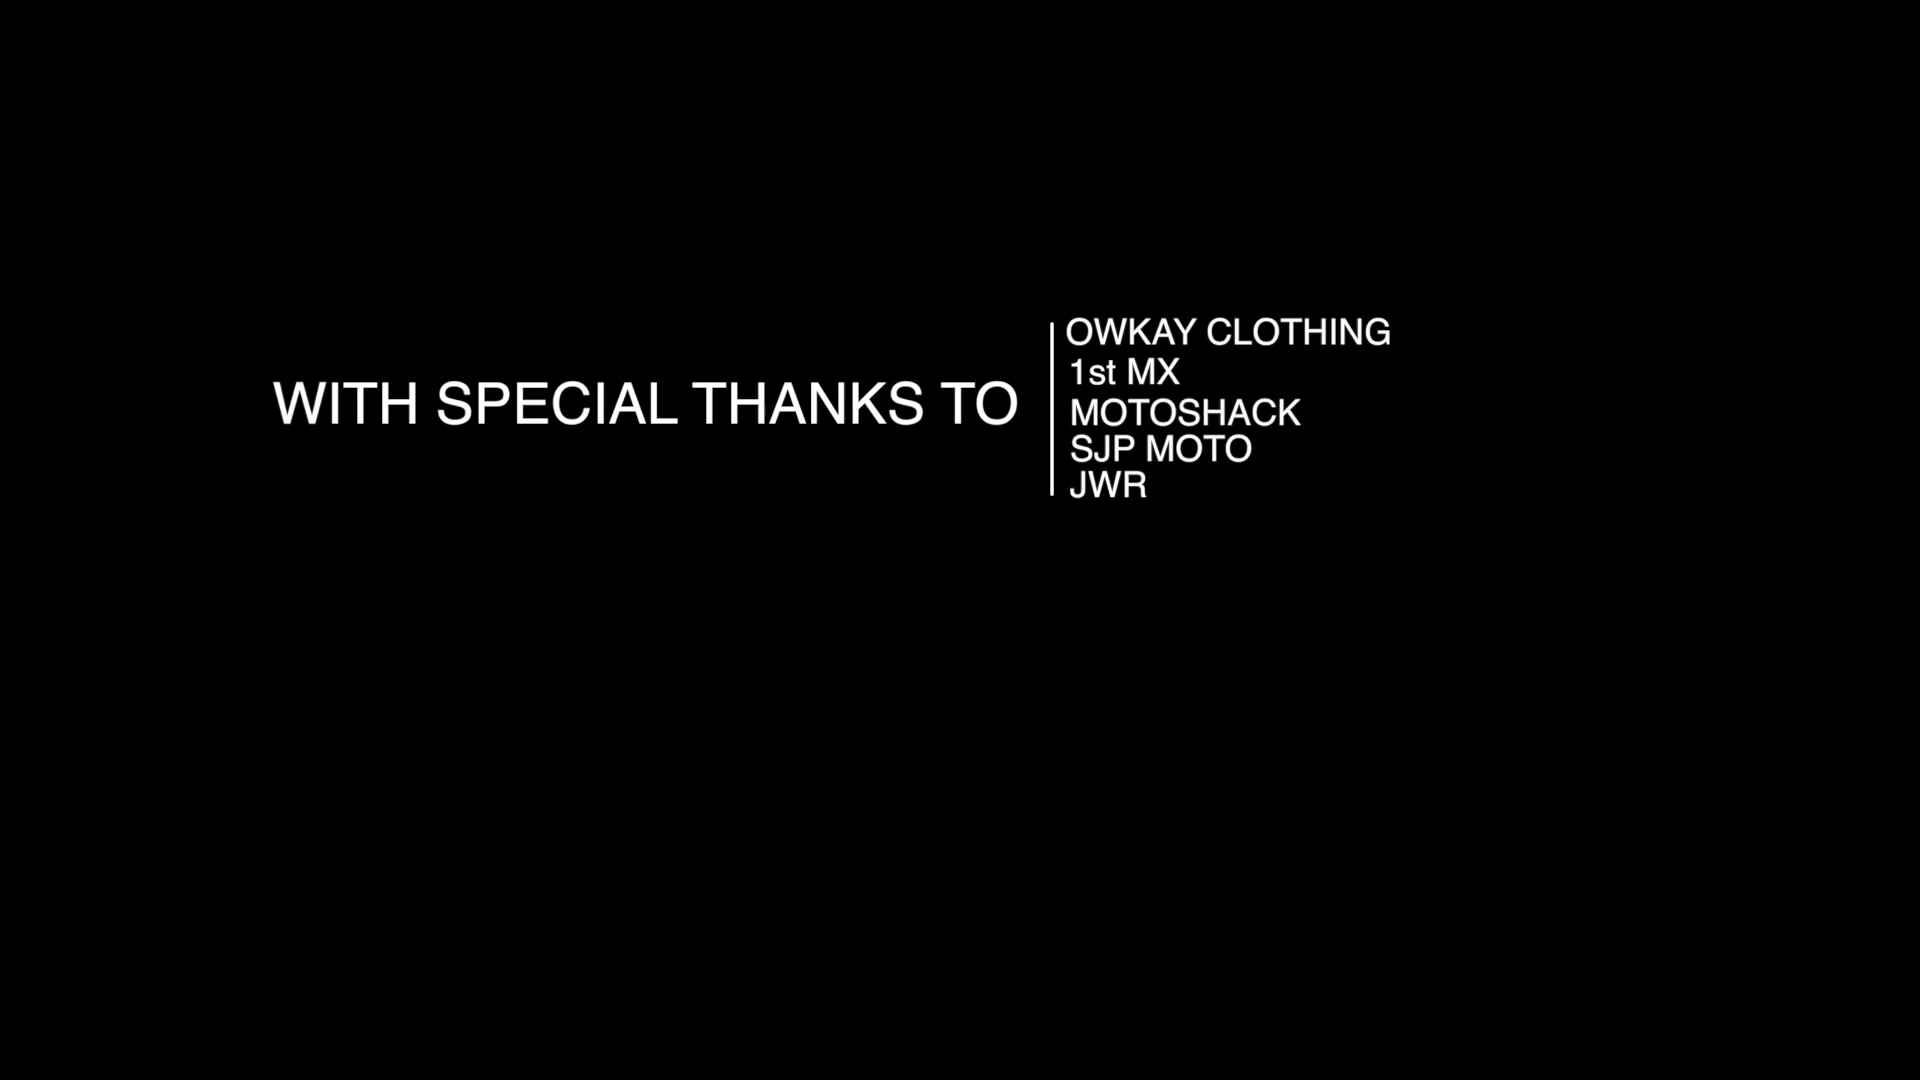 WITH SPECIAL THANKS TO
OWKAY CLOTHING
1st MX
MOTOSHACK
SJP MOTO
JWR